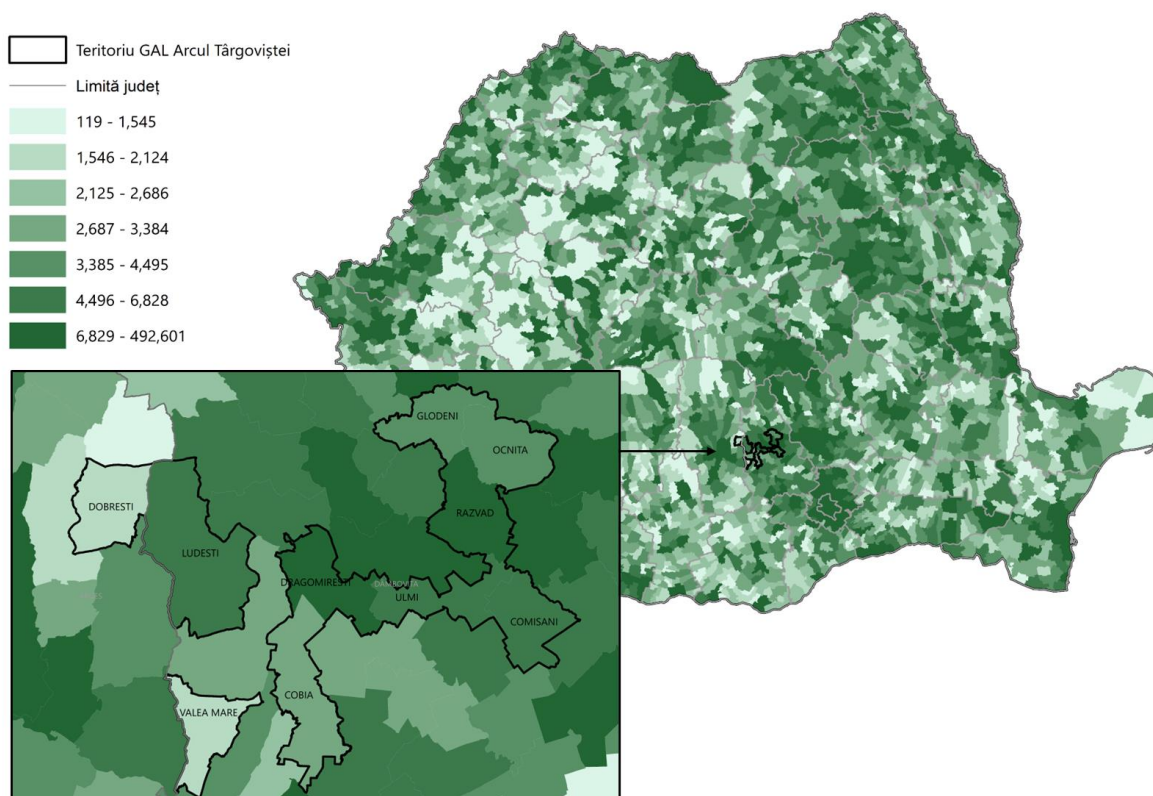 Teritoriu GAL Arcul Târgoviștei
Limită județ
119 - 1,545
1,546 - 2,124
2,125 - 2,686
2,687 - 3,384
3,385 - 4,495
4,496 - 6,828
6,829 - 492,601
GLODENI
OCNITA
DOBRESTI
RAZVAD
LUDESTI
DRAGOMIRESTI
DÂMBOVIȚA
ULMI
COMISANI
COBIA
VALEA MARE